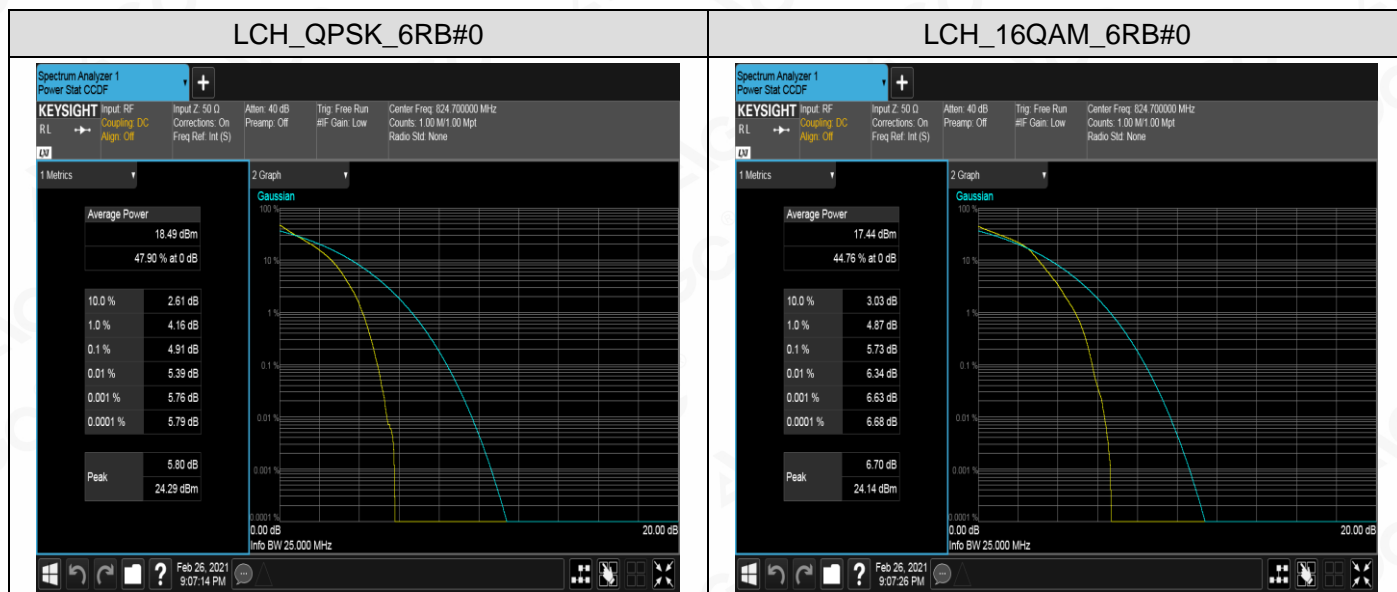 LCH_QPSK_6RB#0
Spectrum Analyzer 1
Power Stat CCDF
+
KEYSIGHT Input: RF Input Z: 50 Ω Atten: 40 dB Trig: Free Run Center Freq: 824.700000 MHz
RL Coupling: DC Corrections: On Preamp: Off #IF Gain: Low Counts: 1.00 M/1.00 Mpt
Align: Off Freq Ref: Int (S) Radio Std: None
LXI
1 Metrics
2 Graph
Gaussian
Average Power
18.49 dBm
47.90 % at 0 dB
10.0 % 2.61 dB
1.0 % 4.16 dB
0.1 % 4.91 dB
0.01 % 5.39 dB
0.001 % 5.76 dB
0.0001 % 5.79 dB
Peak
5.80 dB
24.29 dBm
100 %
10 %
1 %
0.1 %
0.01 %
0.001 %
0.0001 %
0.00 dB 20.00 dB
Info BW 25.000 MHz
? Feb 26, 2021
9:07:14 PM
LCH_16QAM_6RB#0
Spectrum Analyzer 1
Power Stat CCDF
+
KEYSIGHT Input: RF Input Z: 50 Ω Atten: 40 dB Trig: Free Run Center Freq: 824.700000 MHz
RL Coupling: DC Corrections: On Preamp: Off #IF Gain: Low Counts: 1.00 M/1.00 Mpt
Align: Off Freq Ref: Int (S) Radio Std: None
LXI
1 Metrics
2 Graph
Gaussian
Average Power
17.44 dBm
44.76 % at 0 dB
10.0 % 3.03 dB
1.0 % 4.87 dB
0.1 % 5.73 dB
0.01 % 6.34 dB
0.001 % 6.63 dB
0.0001 % 6.68 dB
Peak
6.70 dB
24.14 dBm
100 %
10 %
1 %
0.1 %
0.01 %
0.001 %
0.0001 %
0.00 dB 20.00 dB
Info BW 25.000 MHz
? Feb 26, 2021
9:07:26 PM